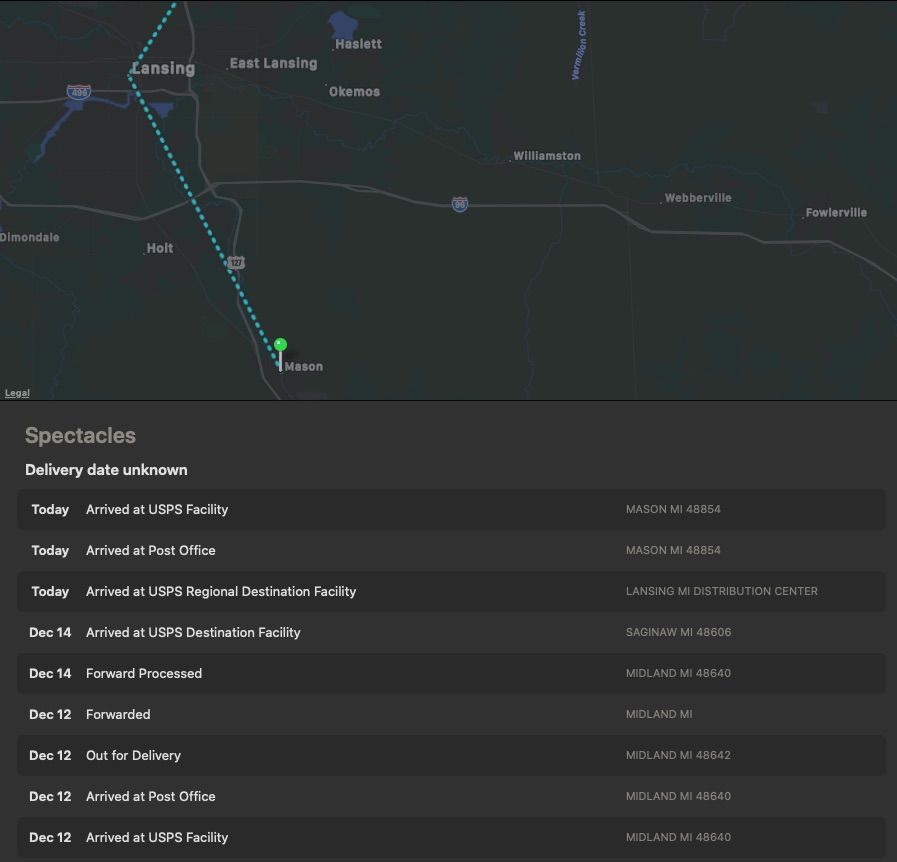 Haslett
Vermilion Creek
Lansing
East Lansing
496
Okemos
Williamston
Webberville
96
Fowlerville
Dimondale
Holt
127
Mason
Legal
Spectacles
Delivery date unknown
Today Arrived at USPS Facility MASON MI 48854
Today Arrived at Post Office MASON MI 48854
Today Arrived at USPS Regional Destination Facility LANSING MI DISTRIBUTION CENTER
Dec 14 Arrived at USPS Destination Facility SAGINAW MI 48606
Dec 14 Forward Processed MIDLAND MI 48640
Dec 12 Forwarded MIDLAND MI
Dec 12 Out for Delivery MIDLAND MI 48642
Dec 12 Arrived at Post Office MIDLAND MI 48640
Dec 12 Arrived at USPS Facility MIDLAND MI 48640